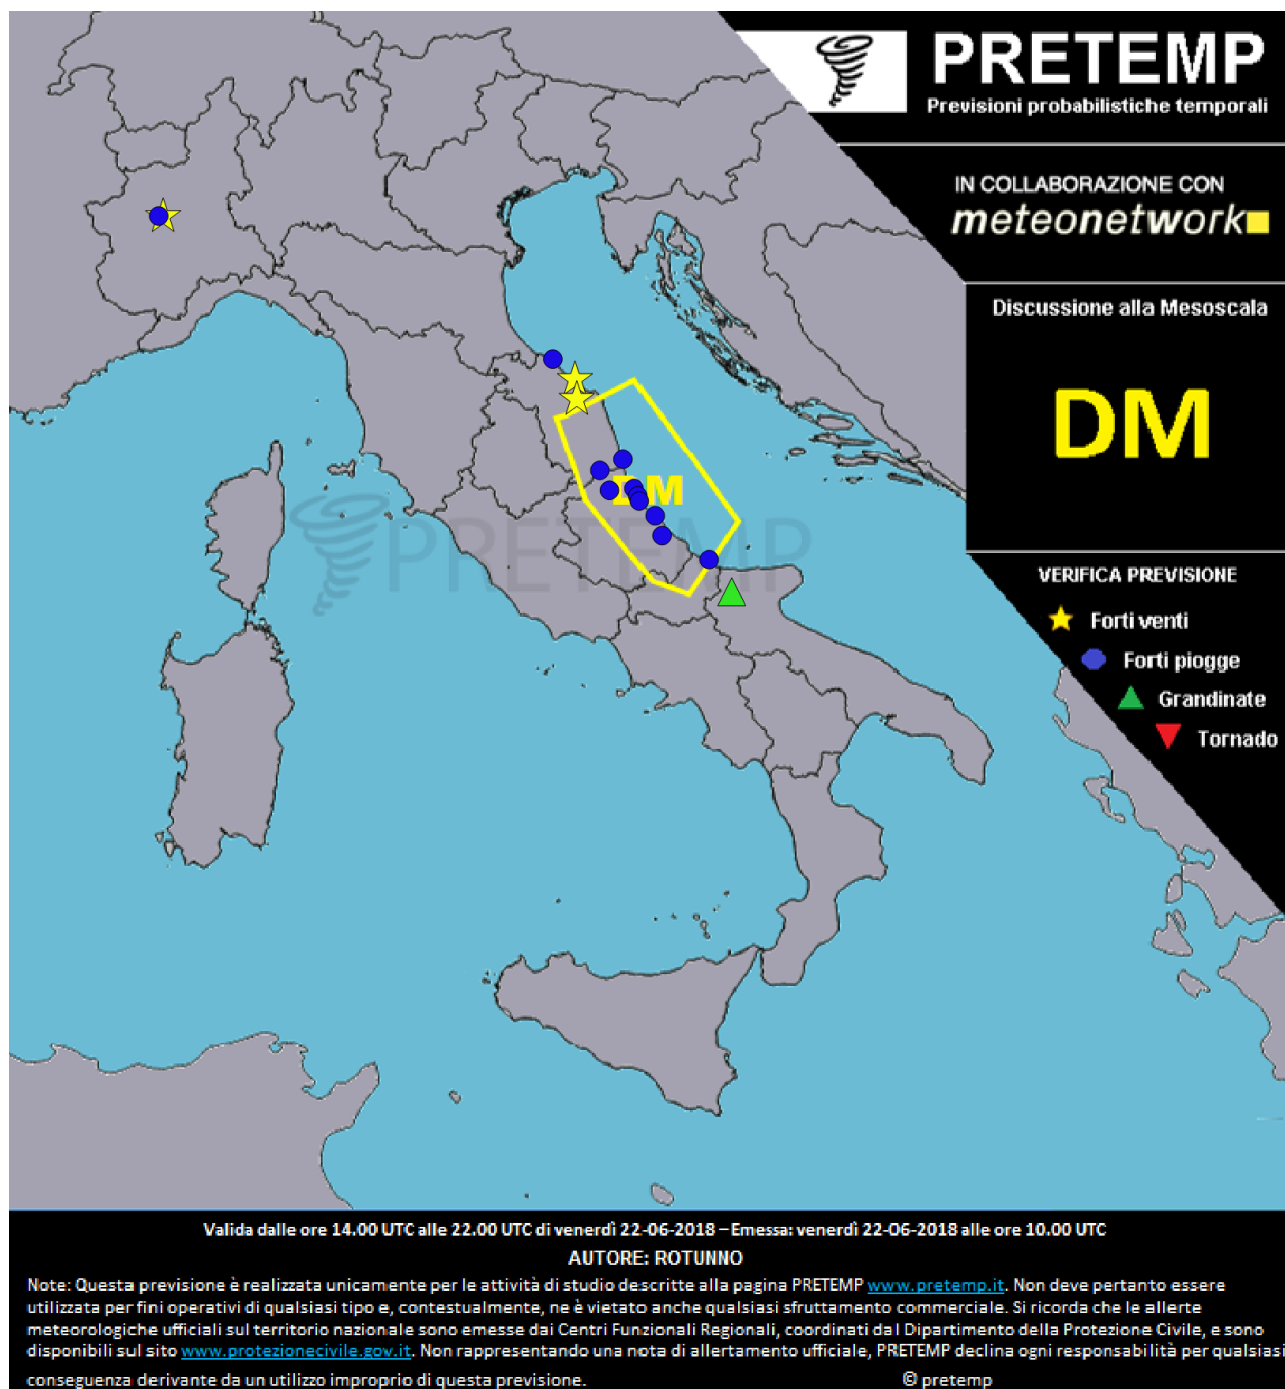 PRETEMP
Previsioni probabilistiche temporali
IN COLLABORAZIONE CON
meteonetwork
Discussione alla Mesoscala
DM
DM
PRETEMP
VERIFICA PREVISIONE
Forti venti
Forti piogge
Grandinate
Tornado
Valida dalle ore 14.00 UTC alle 22.00 UTC di venerdì 22-06-2018 – Emessa: venerdì 22-06-2018 alle ore 10.00 UTC
AUTORE: ROTUNNO
Note: Questa previsione è realizzata unicamente per le attività di studio descritte alla pagina PRETEMP www.pretemp.it. Non deve pertanto essere
utilizzata per fini operativi di qualsiasi tipo e, contestualmente, ne è vietato anche qualsiasi sfruttamento commerciale. Si ricorda che le allerte
meteorologiche ufficiali sul territorio nazionale sono emesse dai Centri Funzionali Regionali, coordinati dal Dipartimento della Protezione Civile, e sono
disponibili sul sito www.protezionecivile.gov.it. Non rappresentando una nota di allertamento ufficiale, PRETEMP declina ogni responsabilità per qualsiasi
conseguenza derivante da un utilizzo improprio di questa previsione. © pretemp